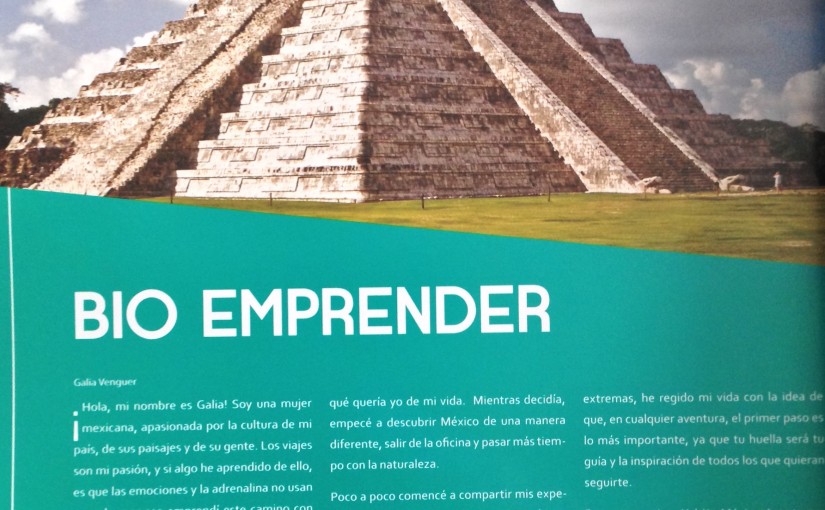 BIO EMPRENDER
Galia Venguer
¡Hola, mi nombre es Galia! Soy una mujer
mexicana, apasionada por la cultura de mi
país, de sus paisajes y de su gente. Los viajes
son mi pasión, y si algo he aprendido de ello,
es que las emociones y la adrenalina no usan
emprendí este camino con
qué quería yo de mi vida. Mientras decidía,
empecé a descubrir México de una manera
diferente, salir de la oficina y pasar más tiem-
po con la naturaleza.
Poco a poco comencé a compartir mis expe-
extremas, he regido mi vida con la idea de
que, en cualquier aventura, el primer paso es
lo más importante, ya que tu huella será tu
guía y la inspiración de todos los que quieran
seguirte.